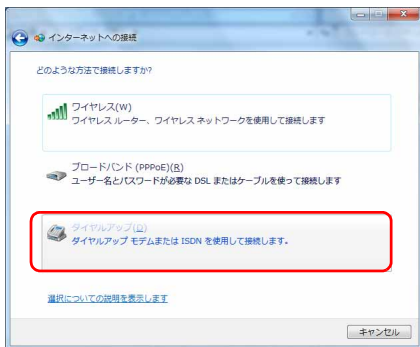 インターネットへの接続
どのような方法で接続しますか?
ワイヤレス(W)
ワイヤレス ルーター、ワイヤレス ネットワークを使用して接続します
ブロードバンド (PPPoE)(R)
ユーザー名とパスワードが必要な DSL またはケーブルを使って接続します
ダイヤルアップ(D)
ダイヤルアップ モデムまたは ISDN を使用して接続します。
選択についての説明を表示します
キャンセル